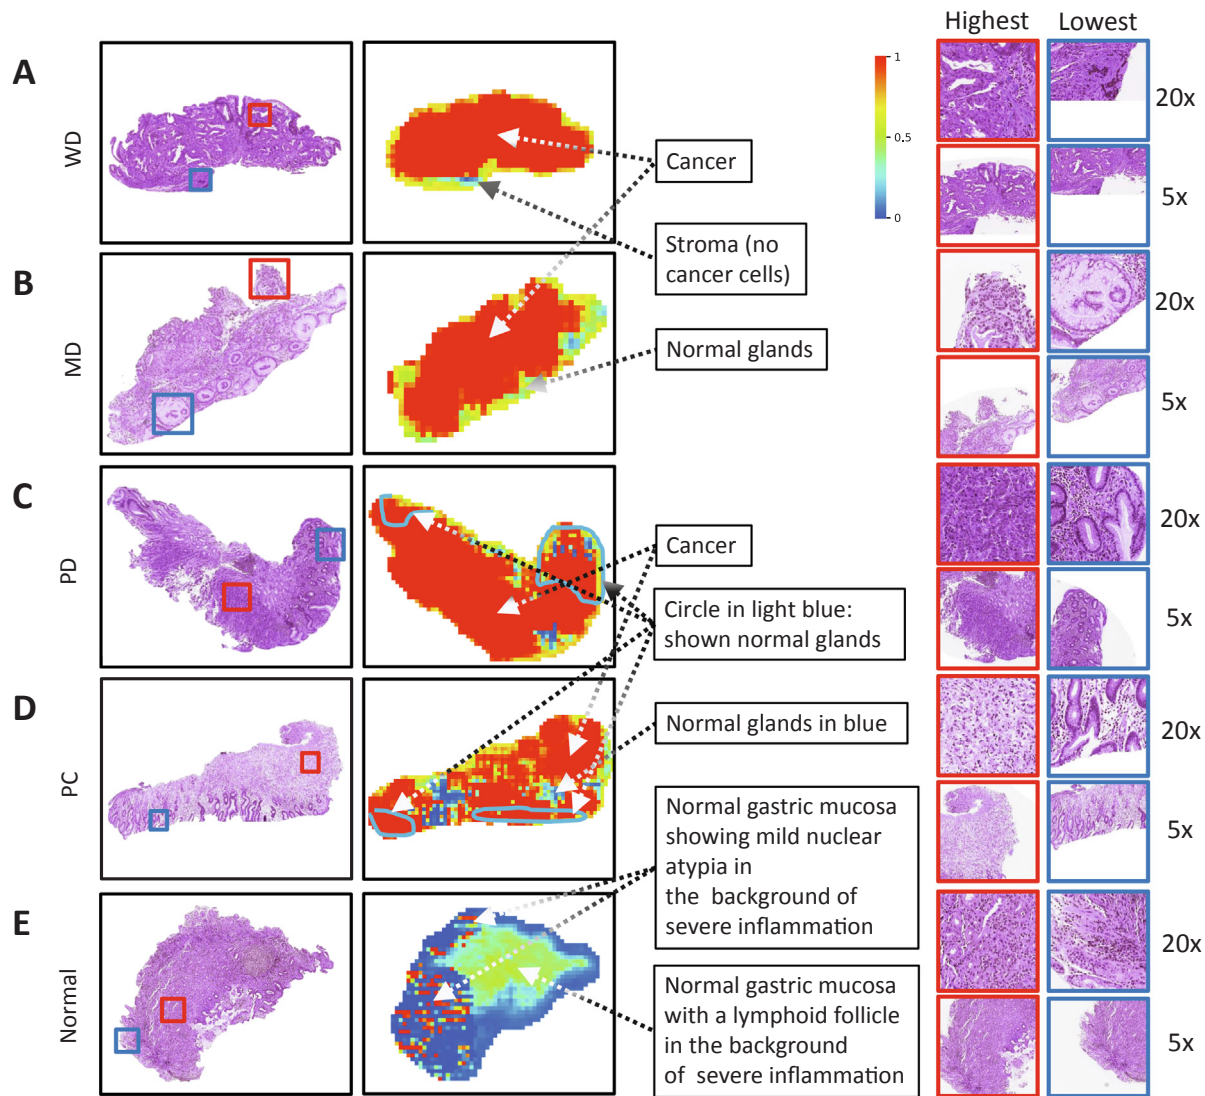 Highest
Lowest
A
WD
1
0.5
0
Cancer
Stroma (no
cancer cells)
20x
5x
B
MD
Normal glands
20x
5x
C
PD
Cancer
Circle in light blue:
shown normal glands
20x
5x
D
PC
Normal glands in blue
20x
5x
Normal gastric mucosa
showing mild nuclear
atypia in
the background of
severe inflammation
E
Normal
Normal gastric mucosa
with a lymphoid follicle
in the background
of severe inflammation
20x
5x